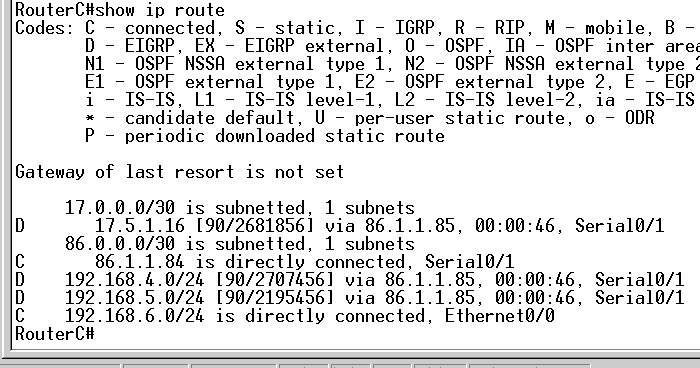 RouterC#show ip route
Codes: C - connected, S - static, I - IGRP, R - RIP, M - mobile, B -
D - EIGRP, EX - EIGRP external, O - OSPF, IA - OSPF inter area
N1 - OSPF NSSA external type 1, N2 - OSPF NSSA external type 2
E1 - OSPF external type 1, E2 - OSPF external type 2, E - EGP
i - IS-IS, L1 - IS-IS level-1, L2 - IS-IS level-2, ia - IS-IS
* - candidate default, U - per-user static route, o - ODR
P - periodic downloaded static route
Gateway of last resort is not set
17.0.0.0/30 is subnetted, 1 subnets
D 17.5.1.16 [90/2681856] via 86.1.1.85, 00:00:46, Serial0/1
86.0.0.0/30 is subnetted, 1 subnets
C 86.1.1.84 is directly connected, Serial0/1
D 192.168.4.0/24 [90/2707456] via 86.1.1.85, 00:00:46, Serial0/1
D 192.168.5.0/24 [90/2195456] via 86.1.1.85, 00:00:46, Serial0/1
C 192.168.6.0/24 is directly connected, Ethernet0/0
RouterC#